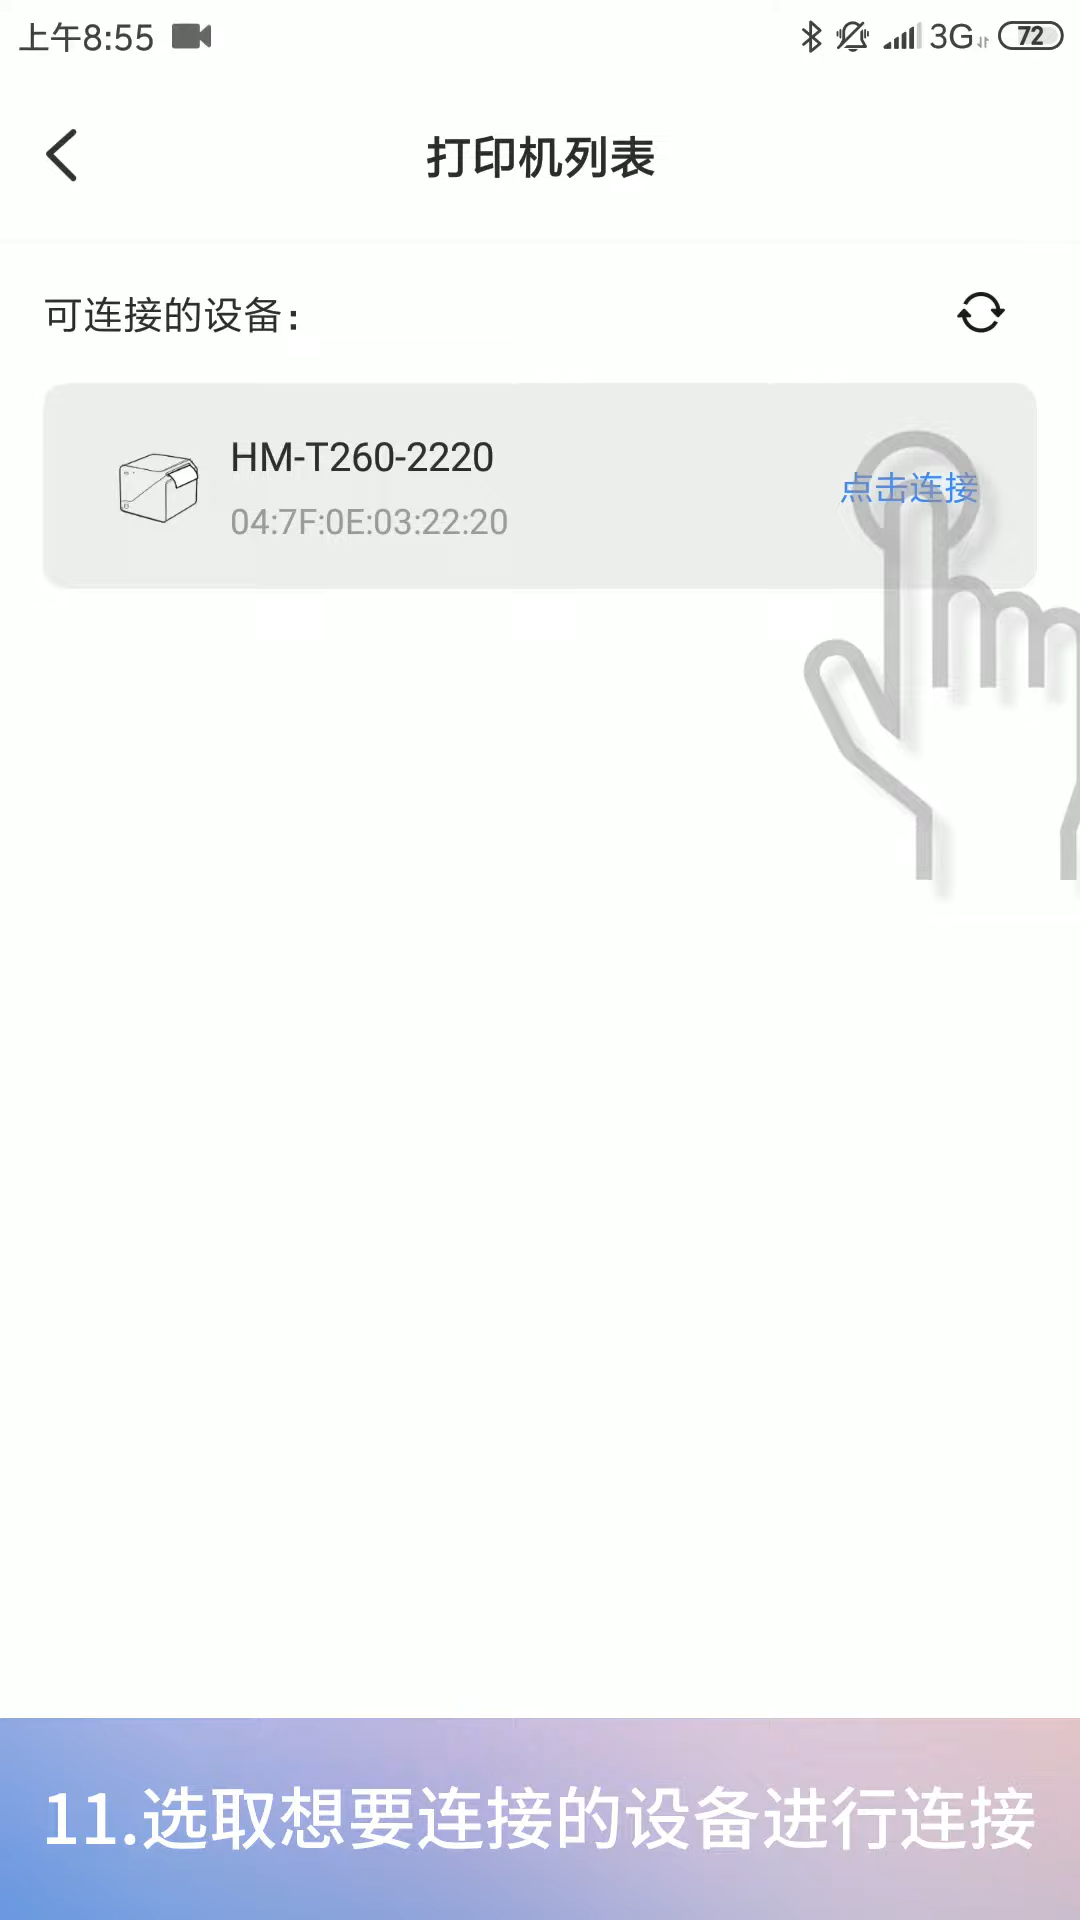 上午8:55
3G
72
打印机列表
可连接的设备：
HM-T260-2220
04:7F:0E:03:22:20
点击连接
11.选取想要连接的设备进行连接